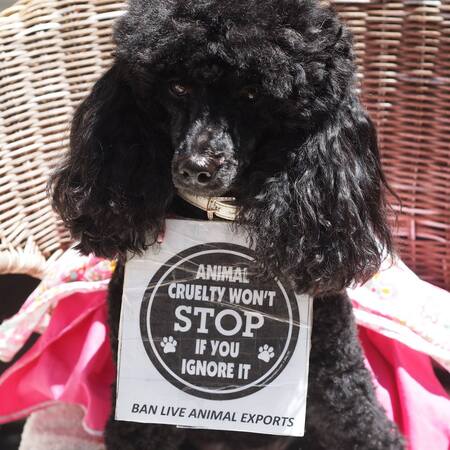 ANIMAL
CRUELTY WON'T
STOP
IF YOU
IGNORE IT
BAN LIVE ANIMAL EXPORTS